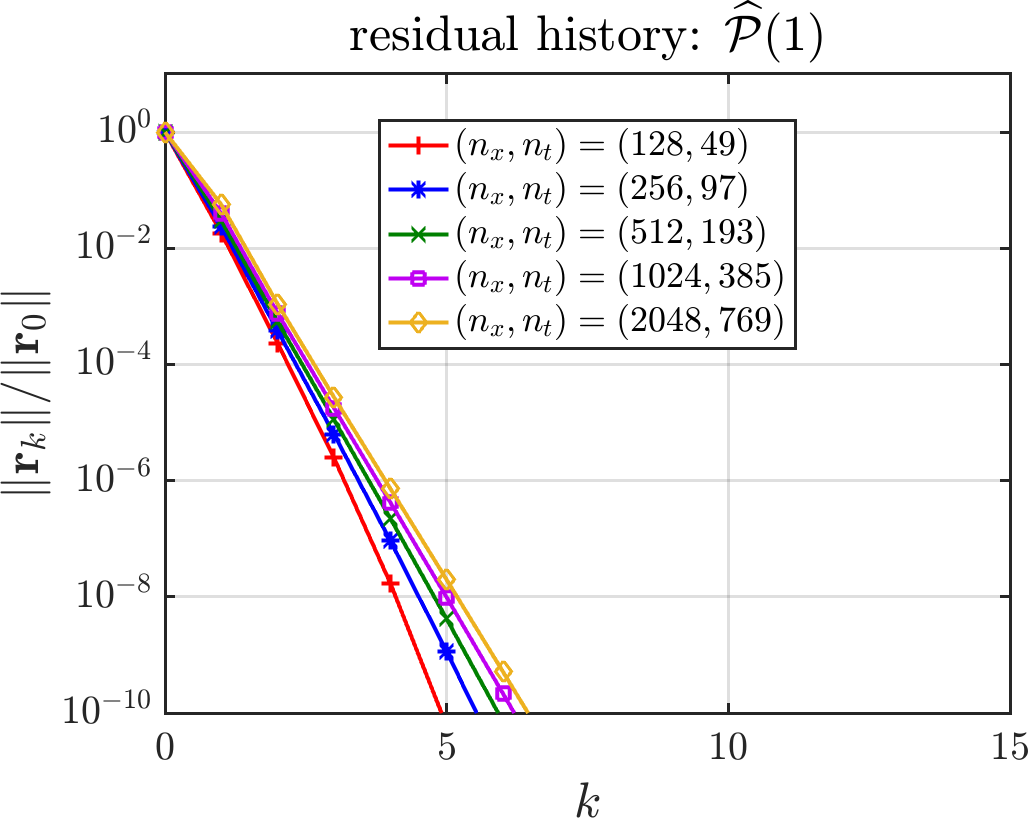 residual history: $\widehat{\mathcal{P}}(1)$
$10^{0}$
$10^{-2}$
$10^{-4}$
$10^{-6}$
$10^{-8}$
$10^{-10}$
$\|\mathbf{r}_k\|/\|\mathbf{r}_0\|$
$(n_x, n_t) = (128, 49)$
$(n_x, n_t) = (256, 97)$
$(n_x, n_t) = (512, 193)$
$(n_x, n_t) = (1024, 385)$
$(n_x, n_t) = (2048, 769)$
0 5 10 15
$k$